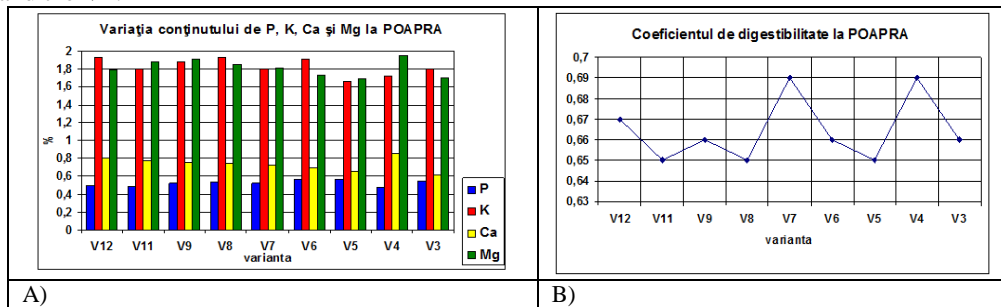 Variaţia conţinutului de P, K, Ca şi Mg la POAPRA
2
1,8
1,6
1,4
1,2
1
0,8
0,6
0,4
0,2
0
%
V12 V11 V9 V8 V7 V6 V5 V4 V3
varianta
P
K
Ca
Mg
A)
Coeficientul de digestibilitate la POAPRA
0,7
0,69
0,68
0,67
0,66
0,65
0,64
0,63
V12 V11 V9 V8 V7 V6 V5 V4 V3
varianta
B)